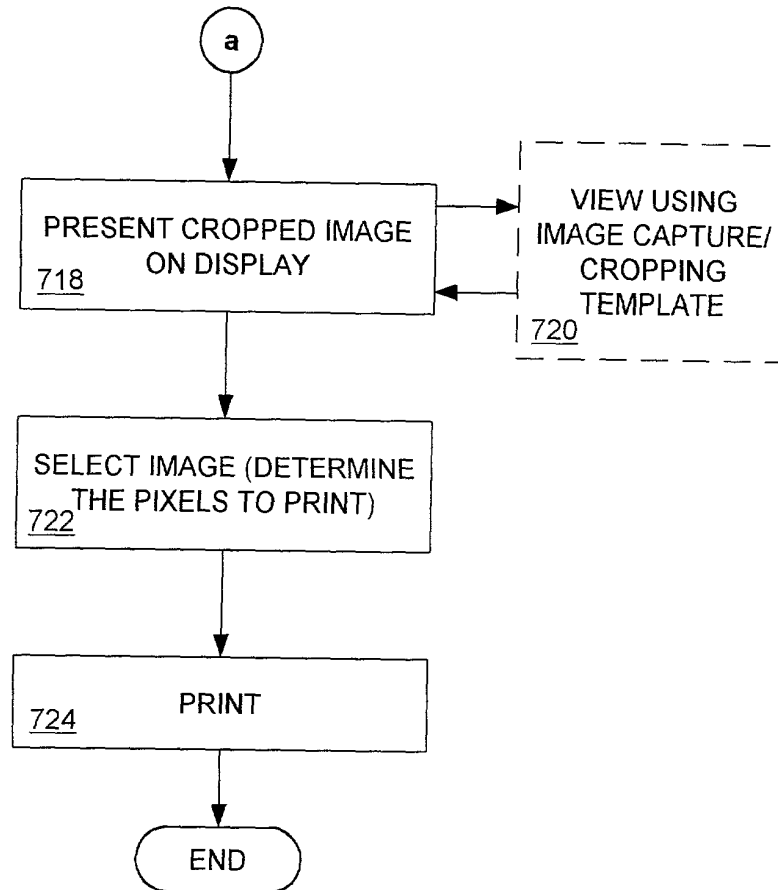 a
PRESENT CROPPED IMAGE
ON DISPLAY
718
VIEW USING
IMAGE CAPTURE/
CROPPING
TEMPLATE
720
SELECT IMAGE (DETERMINE
THE PIXELS TO PRINT)
722
PRINT
724
END